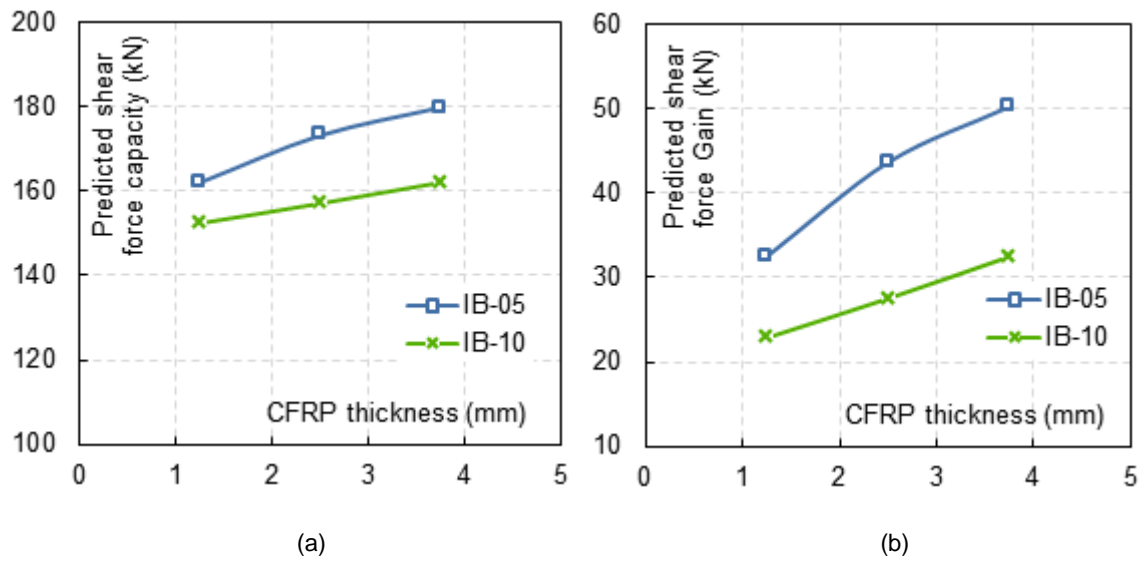 200
180
160
140
120
100
0
1
2
3
4
5
Predicted shear
force capacity (kN)
IB-05
IB-10
CFRP thickness (mm)
(a)
60
50
40
30
20
10
0
1
2
3
4
5
Predicted shear
force Gain (kN)
IB-05
IB-10
CFRP thickness (mm)
(b)